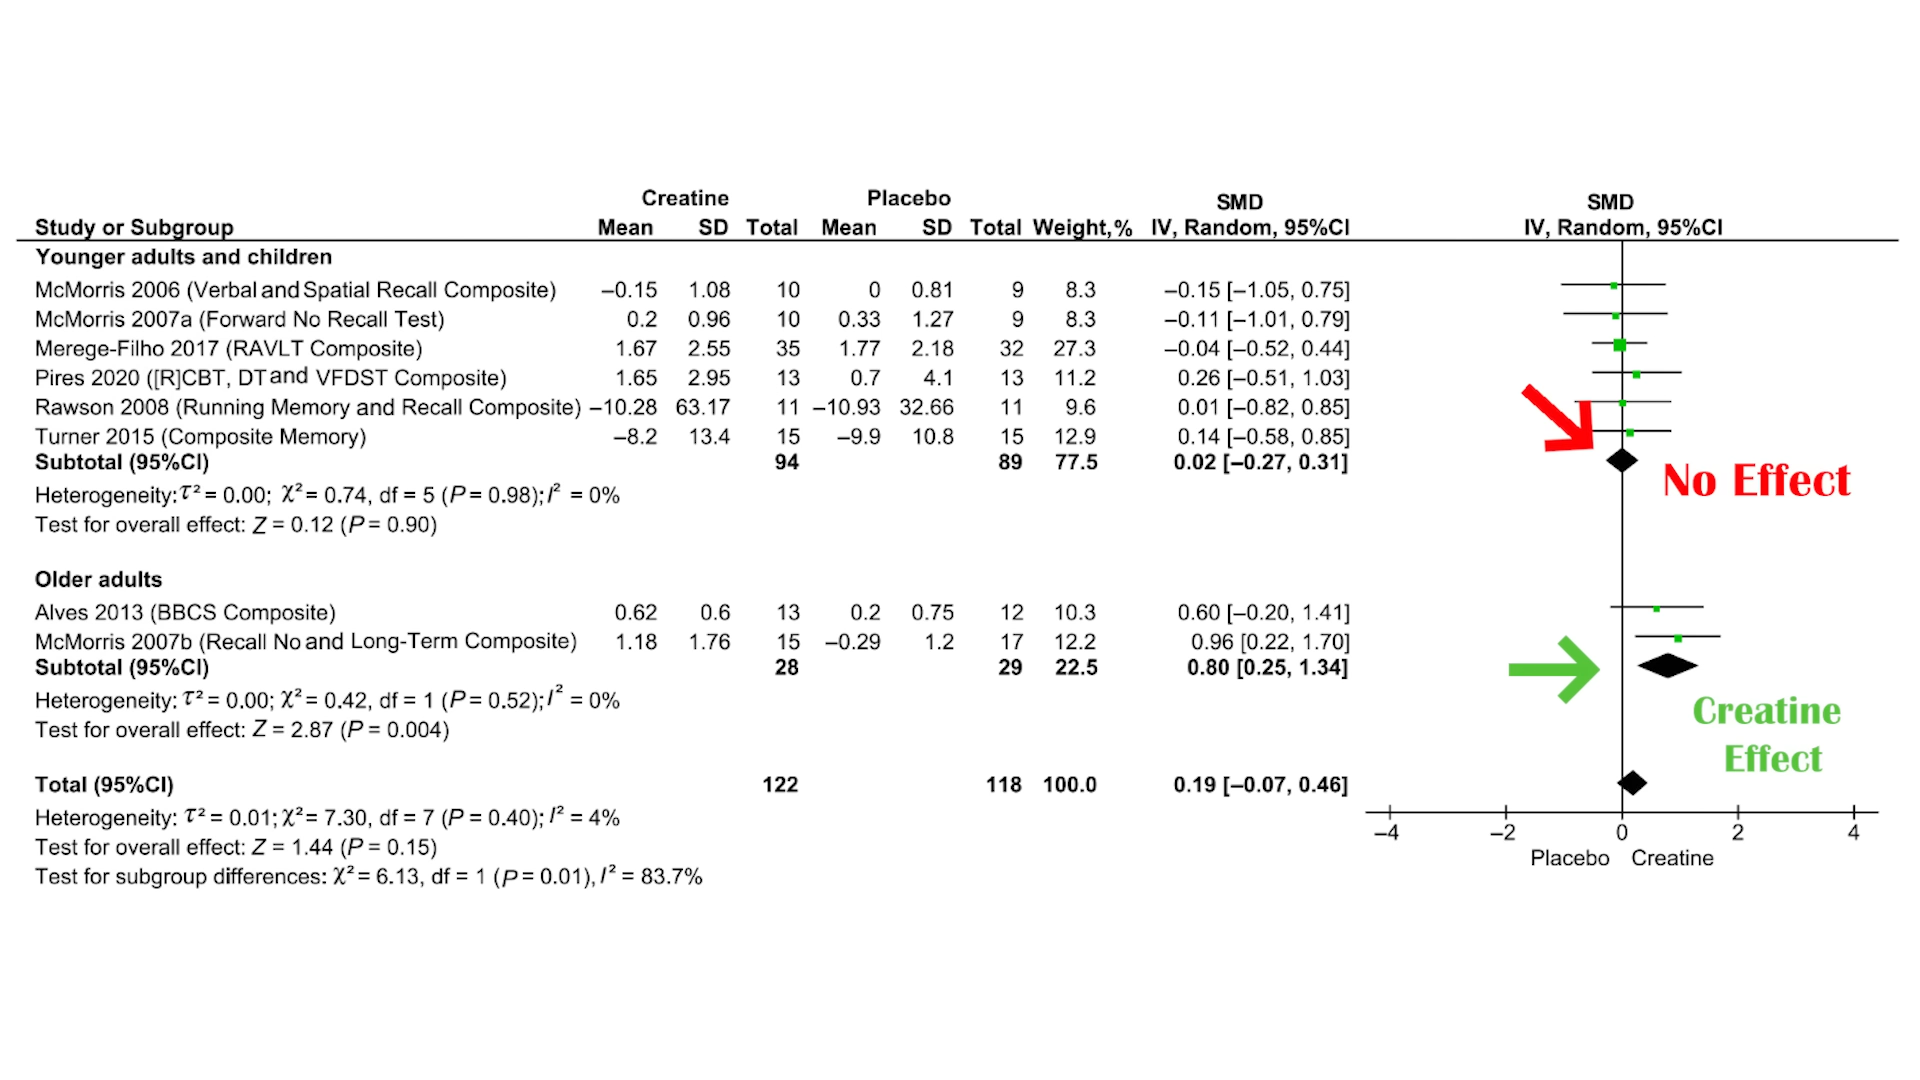 Creatine Placebo SMD SMD
Study or Subgroup Mean SD Total Mean SD Total Weight,% IV, Random, 95%CI IV, Random, 95%CI
Younger adults and children
McMorris 2006 (Verbal and Spatial Recall Composite) –0.15 1.08 10 0 0.81 9 8.3 –0.15 [–1.05, 0.75]
McMorris 2007a (Forward No Recall Test) 0.2 0.96 10 0.33 1.27 9 8.3 –0.11 [–1.01, 0.79]
Merege-Filho 2017 (RAVLT Composite) 1.67 2.55 35 1.77 2.18 32 27.3 –0.04 [–0.52, 0.44]
Pires 2020 ([R]CBT, DT and VFDST Composite) 1.65 2.95 13 0.7 4.1 13 11.2 0.26 [–0.51, 1.03]
Rawson 2008 (Running Memory and Recall Composite) –10.28 63.17 11 –10.93 32.66 11 9.6 0.01 [–0.82, 0.85]
Turner 2015 (Composite Memory) –8.2 13.4 15 –9.9 10.8 15 12.9 0.14 [–0.58, 0.85]
Subtotal (95%CI) 94 89 77.5 0.02 [–0.27, 0.31]
No Effect
Heterogeneity: τ² = 0.00; χ² = 0.74, df = 5 (P = 0.98); I² = 0%
Test for overall effect: Z = 0.12 (P = 0.90)
Older adults
Alves 2013 (BBCS Composite) 0.62 0.6 13 0.2 0.75 12 10.3 0.60 [–0.20, 1.41]
McMorris 2007b (Recall No and Long-Term Composite) 1.18 1.76 15 –0.29 1.2 17 12.2 0.96 [0.22, 1.70]
Subtotal (95%CI) 28 29 22.5 0.80 [0.25, 1.34]
Heterogeneity: τ² = 0.00; χ² = 0.42, df = 1 (P = 0.52); I² = 0%
Test for overall effect: Z = 2.87 (P = 0.004)
Creatine
Effect
Total (95%CI) 122 118 100.0 0.19 [–0.07, 0.46]
Heterogeneity: τ² = 0.01; χ² = 7.30, df = 7 (P = 0.40); I² = 4%
–4 –2 0 2 4
Test for overall effect: Z = 1.44 (P = 0.15)
Placebo Creatine
Test for subgroup differences: χ² = 6.13, df = 1 (P = 0.01), I² = 83.7%